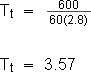 Tt = 600
60(2.8)
Tt = 3.57